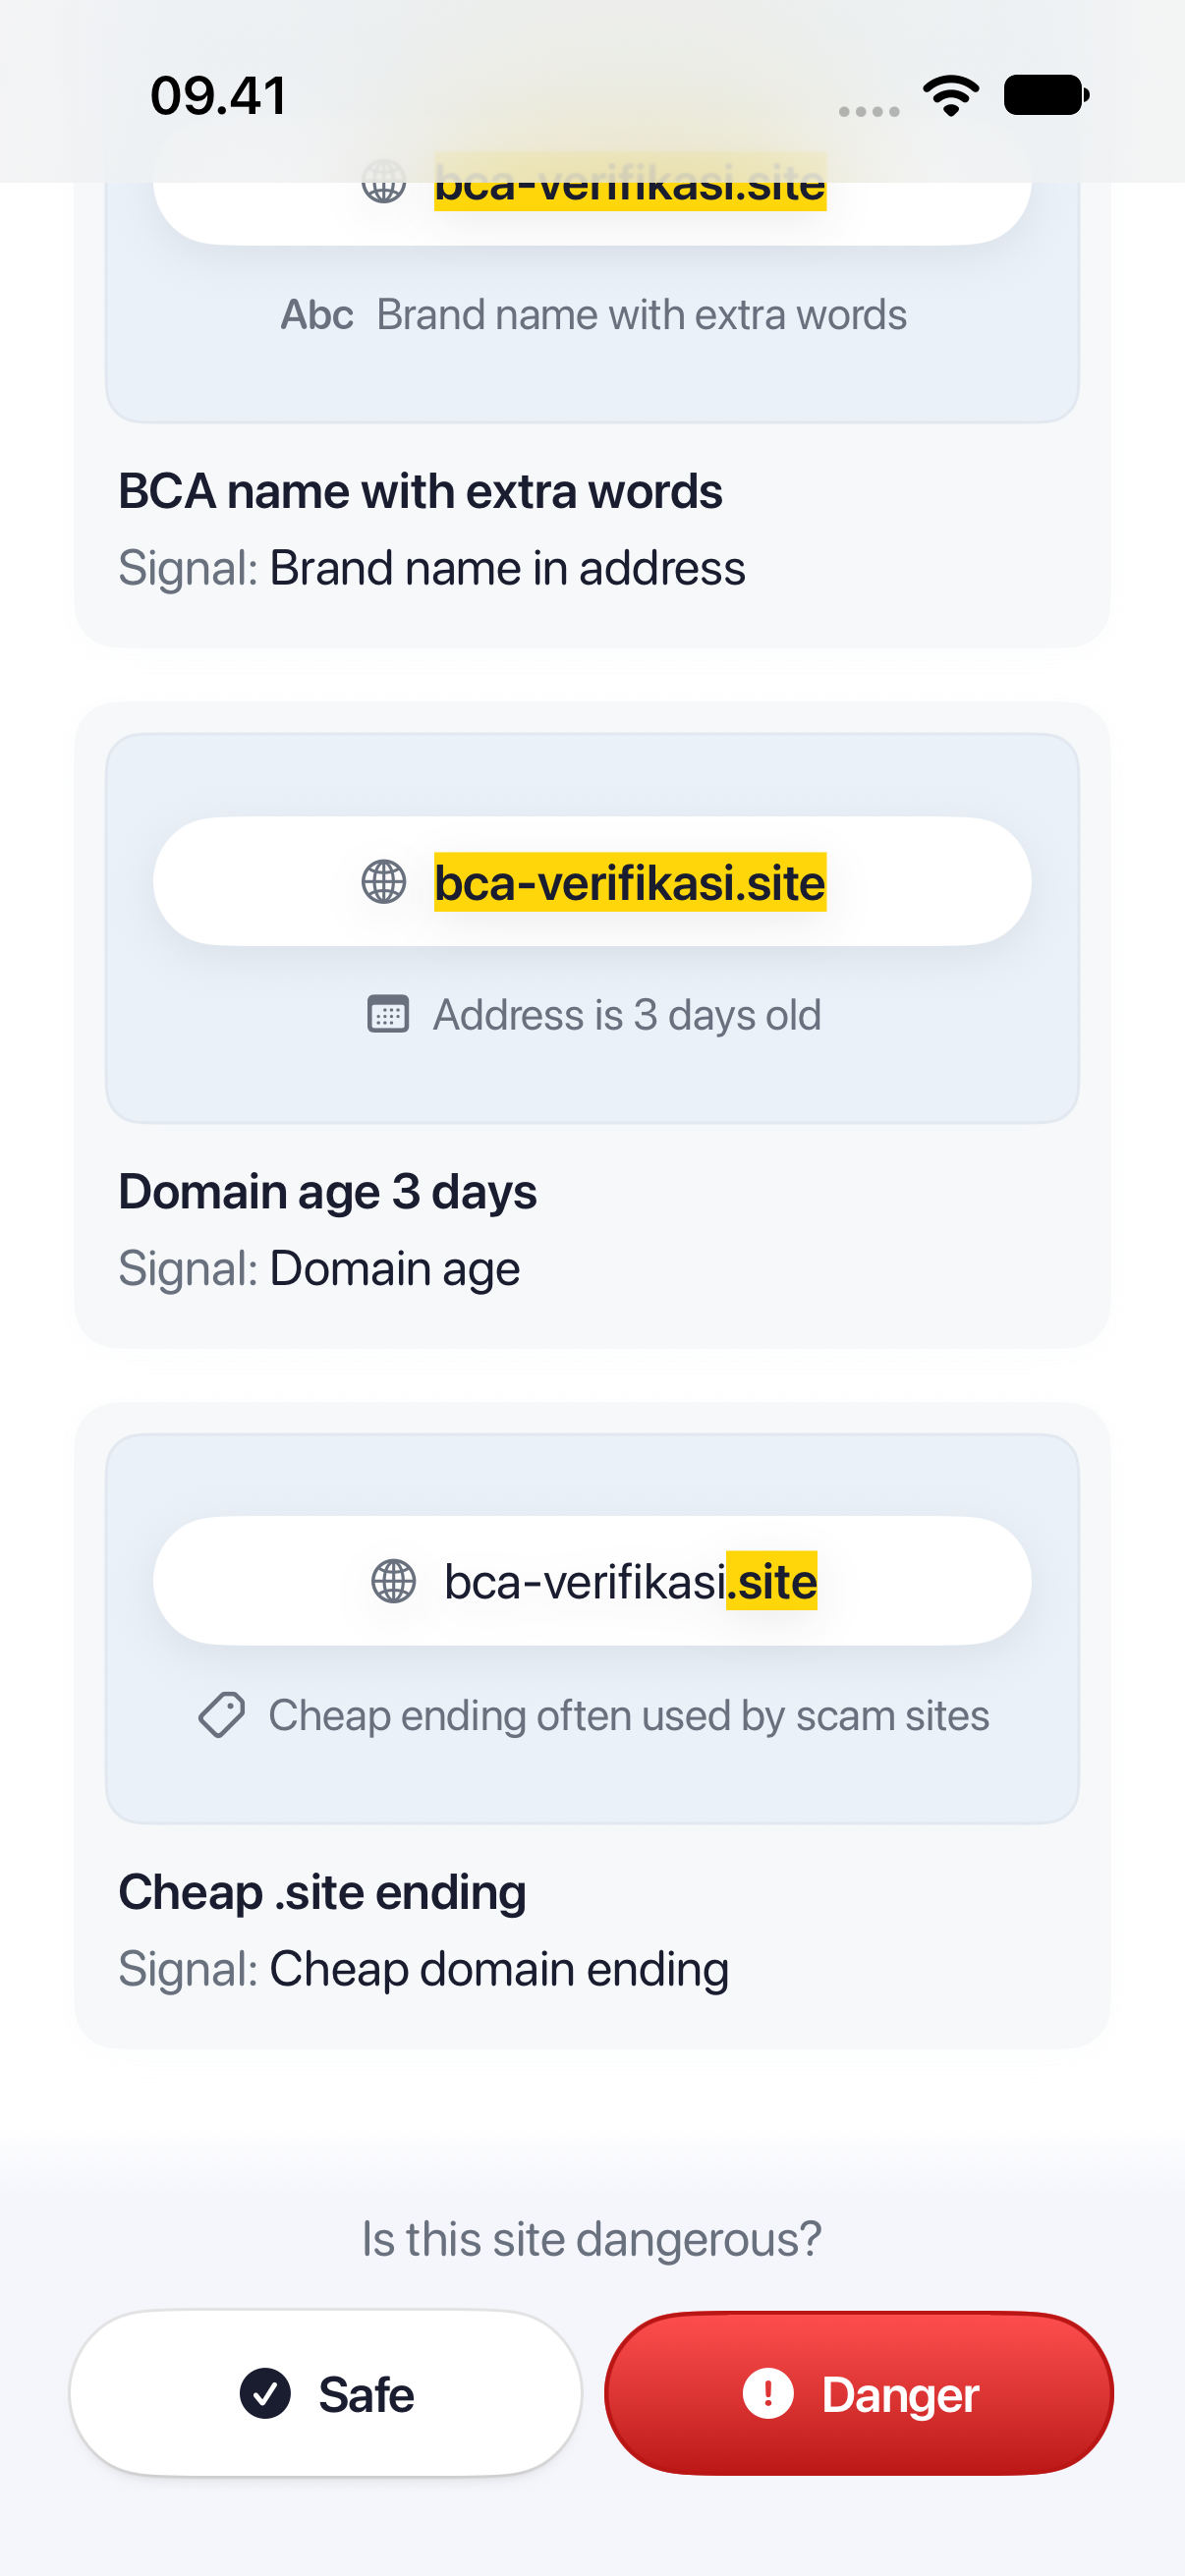 09.41
bca-verifikasi.site
Abc Brand name with extra words
BCA name with extra words
Signal: Brand name in address
bca-verifikasi.site
Address is 3 days old
Domain age 3 days
Signal: Domain age
bca-verifikasi.site
Cheap ending often used by scam sites
Cheap .site ending
Signal: Cheap domain ending
Is this site dangerous?
Safe
Danger